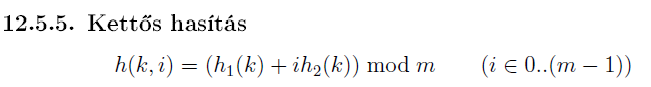 12.5.5. Kettős hasítás
h(k, i) = (h₁(k) + ih₂(k)) mod m (i ∈ 0..(m − 1))